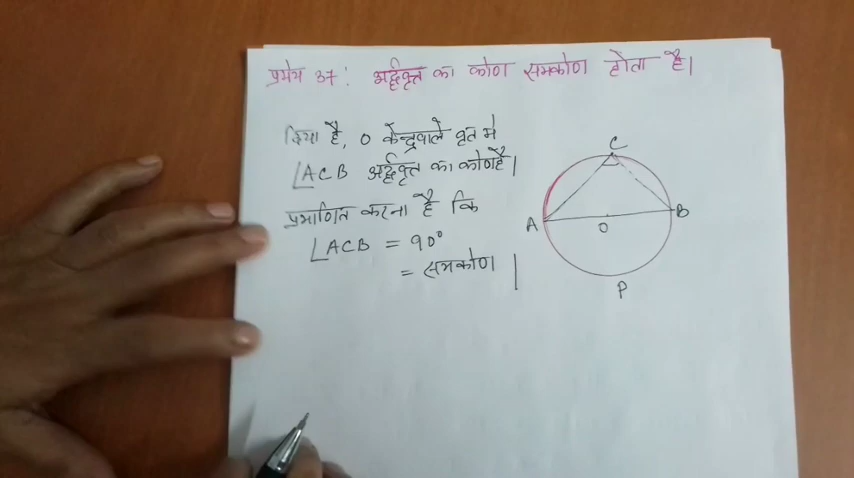 प्रमेय 37: अर्द्धवृत्त का कोण समकोण होता है।
दिया है, O केन्द्रवाले वृत में
∠ACB अर्द्धवृत्त का कोण है।
प्रमाणित करना है कि
∠ACB = 90°
= समकोण |
C
A
B
O
P